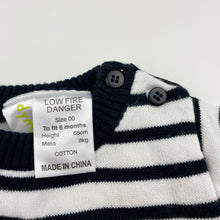 LOW FIRE
DANGER
Size 00
To fit 6 months
Height 68cm
Mass 8kg
COTTON
MADE IN CHINA